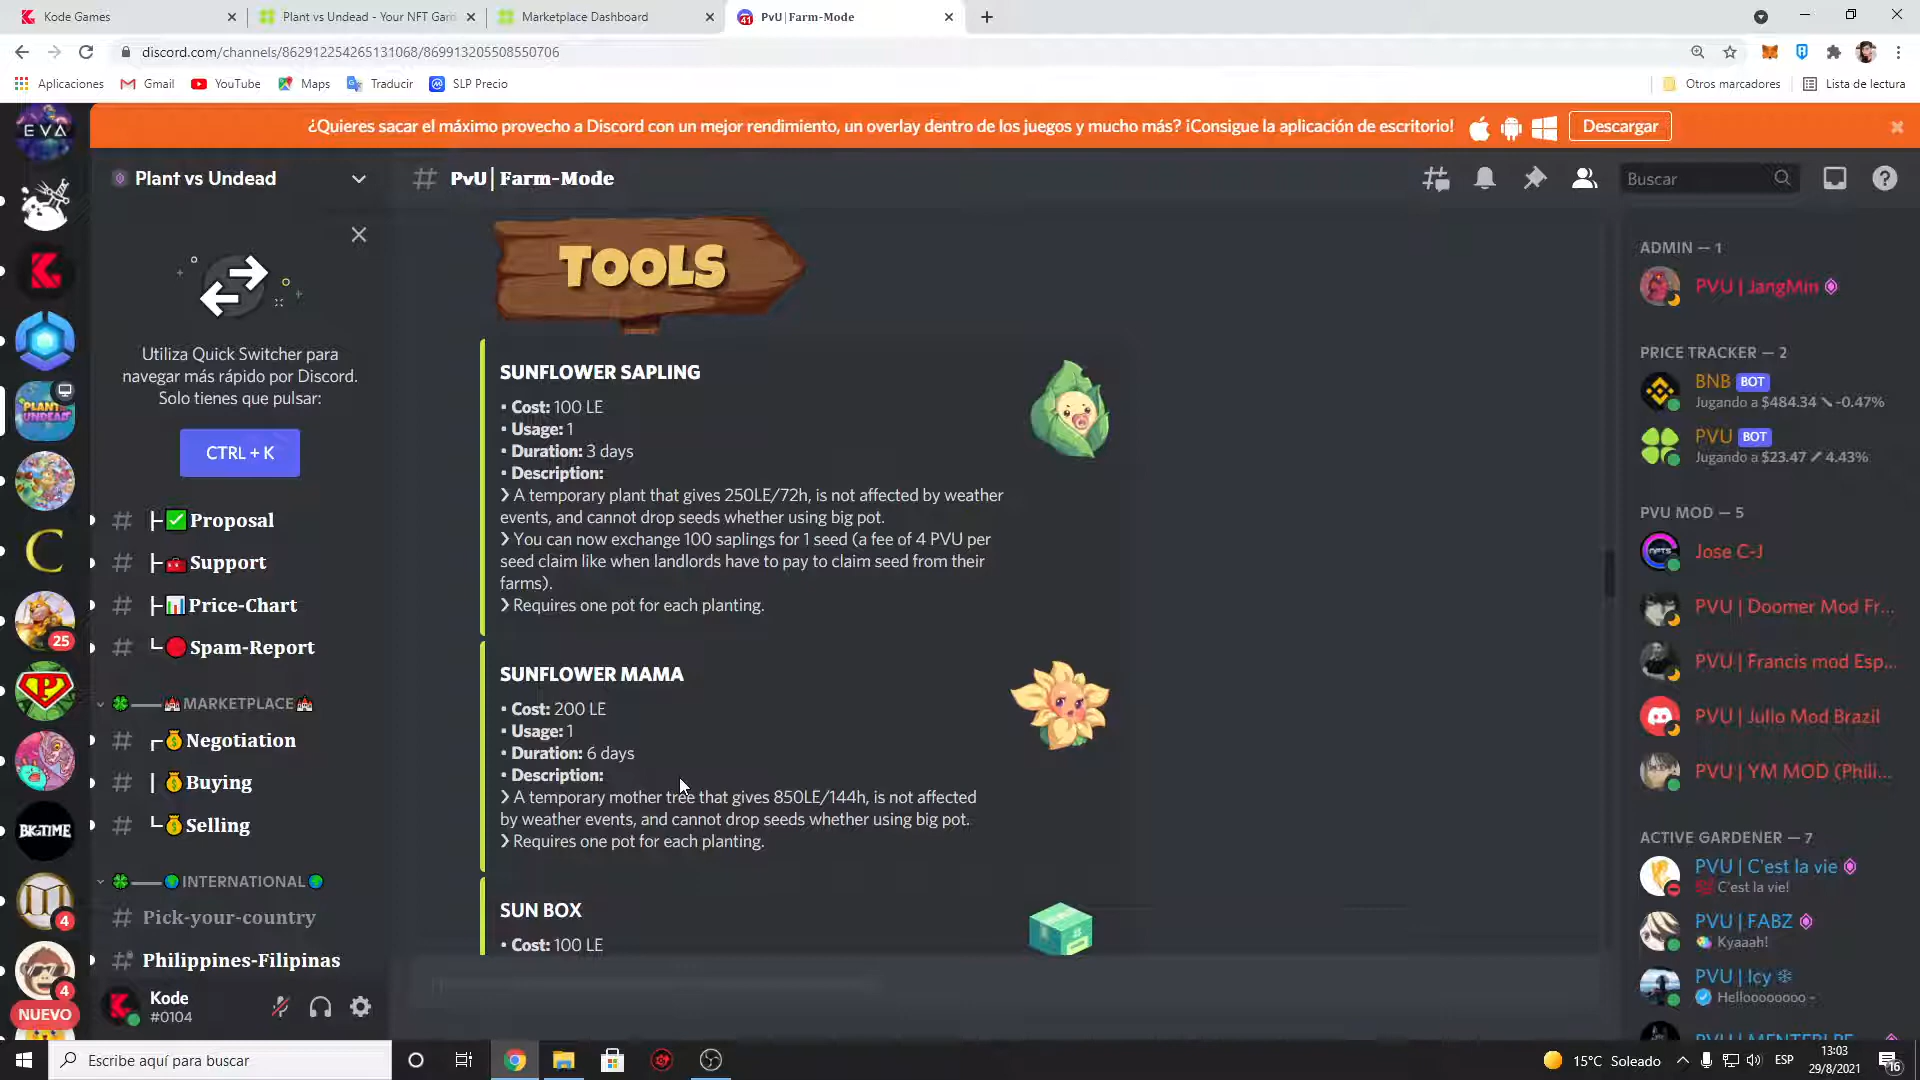 Kode Games
Plant vs Undead - Your NFT Gam
Marketplace Dashboard
PvU | Farm-Mode
discord.com/channels/862912254265131068/869913205508550706
Aplicaciones
Gmail
YouTube
Maps
Traducir
SLP Precio
Otros marcadores
Lista de lectura
¿Quieres sacar el máximo provecho a Discord con un mejor rendimiento, un overlay dentro de los juegos y mucho más? ¡Consigue la aplicación de escritorio!
Descargar
EVA
Plant vs Undead
# PvU | Farm-Mode
Buscar
Utiliza Quick Switcher para
navegar más rápido por Discord.
Solo tienes que pulsar:
CTRL + K
Proposal
Support
Price-Chart
Spam-Report
MARKETPLACE
Negotiation
Buying
Selling
INTERNATIONAL
Pick-your-country
Philippines-Filipinas
25
BIGTIME
4
4
NUEVO
Kode
#0104
TOOLS
SUNFLOWER SAPLING
• Cost: 100 LE
• Usage: 1
• Duration: 3 days
• Description:
❯ A temporary plant that gives 250LE/72h, is not affected by weather
events, and cannot drop seeds whether using big pot.
❯ You can now exchange 100 saplings for 1 seed (a fee of 4 PVU per
seed claim like when landlords have to pay to claim seed from their
farms).
❯ Requires one pot for each planting.
SUNFLOWER MAMA
• Cost: 200 LE
• Usage: 1
• Duration: 6 days
• Description:
❯ A temporary mother tree that gives 850LE/144h, is not affected
by weather events, and cannot drop seeds whether using big pot.
❯ Requires one pot for each planting.
SUN BOX
• Cost: 100 LE
ADMIN — 1
PVU | JangMin
PRICE TRACKER — 2
BNB BOT
Jugando a $484.34 ↘ -0.47%
PVU BOT
Jugando a $23.47 ↗ 4.43%
PVU MOD — 5
Jose C-J
PVU | Doomer Mod Fr...
PVU | Francis mod Esp...
PVU | Julio Mod Brazil
PVU | YM MOD (Phili...
ACTIVE GARDENER — 7
PVU | C'est la vie
C'est la vie!
PVU | FABZ
Kyaaah!
PVU | Icy ❄
Helloooooooo ~
Escribe aquí para buscar
15°C Soleado
ESP
13:03
29/8/2021
16